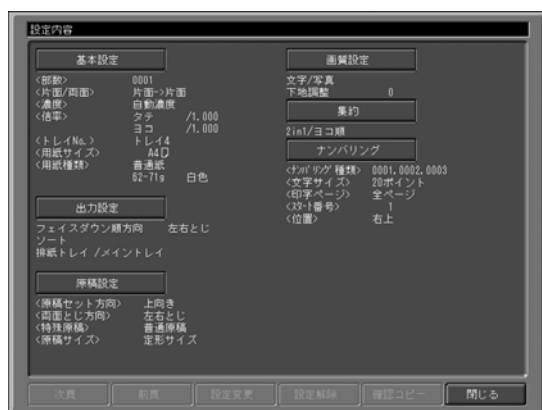 設定内容
基本設定
<部数> 0001
<片面/両面> 片面->片面
<濃度> 自動濃度
<倍率> タテ /1.000
ヨコ /1.000
<トレイNo.> トレイ4
<用紙サイズ> A4
<用紙種類> 普通紙
62-71g 白色
出力設定
フェイスダウン順方向 左右とじ
ソート
排紙トレイ /メイントレイ
原稿設定
<原稿セット方向> 上向き
<両面とじ方向> 左右とじ
<特殊原稿> 普通原稿
<原稿サイズ> 定形サイズ
画質設定
文字/写真
下地調整 0
集約
2in1/ヨコ順
ナンバリング
<ナンバリング種類> 0001.0002.0003
<文字サイズ> 20ポイント
<印字ページ> 全ページ
<スタート番号> 1
<位置> 右上
次頁 前頁 設定変更 設定解除 確認コピー 閉じる